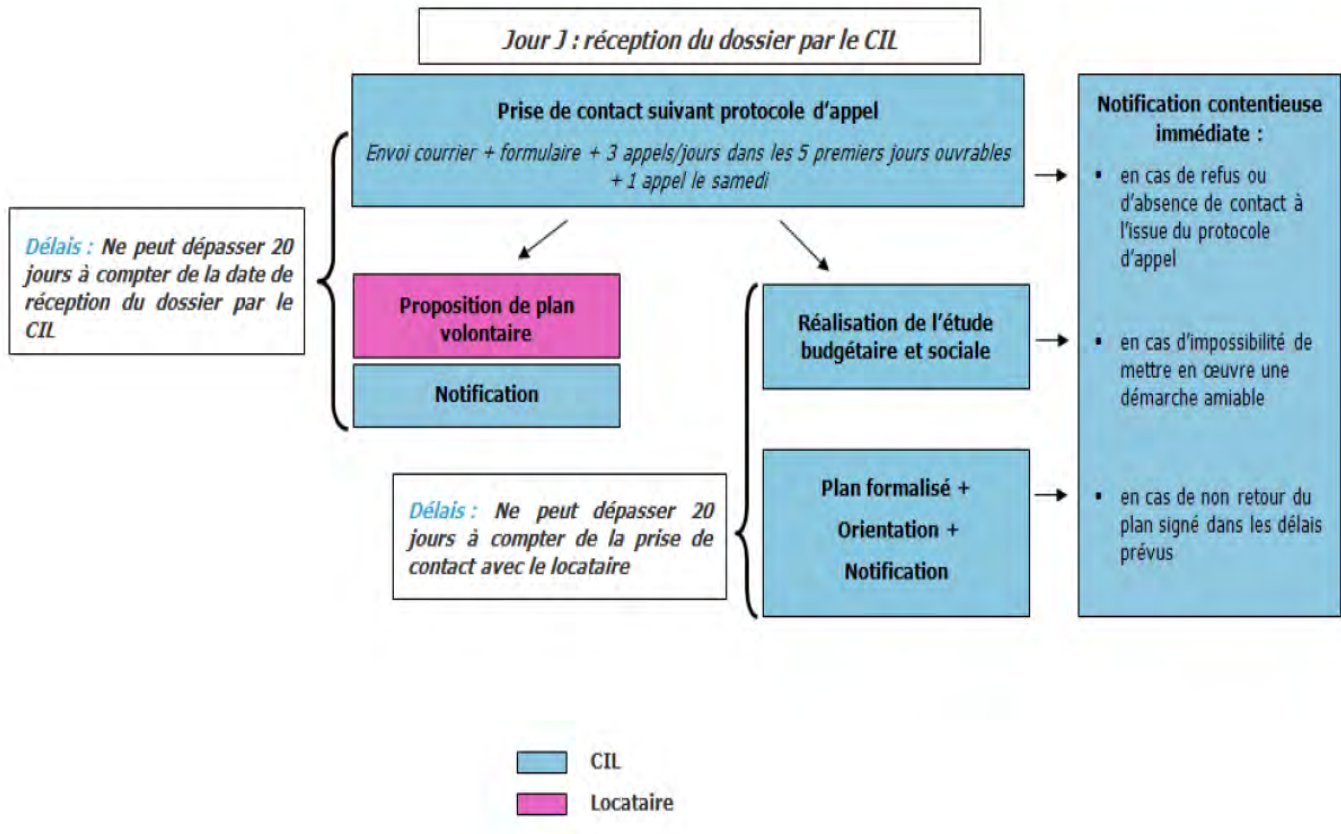 Jour J : réception du dossier par le CIL
Prise de contact suivant protocole d'appel
Envoi courrier + formulaire + 3 appels/jours dans les 5 premiers jours ouvrables
+ 1 appel le samedi
Délais : Ne peut dépasser 20
jours à compter de la date de
réception du dossier par le
CIL
Proposition de plan
volontaire
Notification
Réalisation de l'étude
budgétaire et sociale
Délais : Ne peut dépasser 20
jours à compter de la prise de
contact avec le locataire
Plan formalisé +
Orientation +
Notification
Notification contentieuse
immédiate :
▪ en cas de refus ou
d'absence de contact à
l'issue du protocole
d'appel
▪ en cas d'impossibilité de
mettre en œuvre une
démarche amiable
▪ en cas de non retour du
plan signé dans les délais
prévus
CIL
Locataire